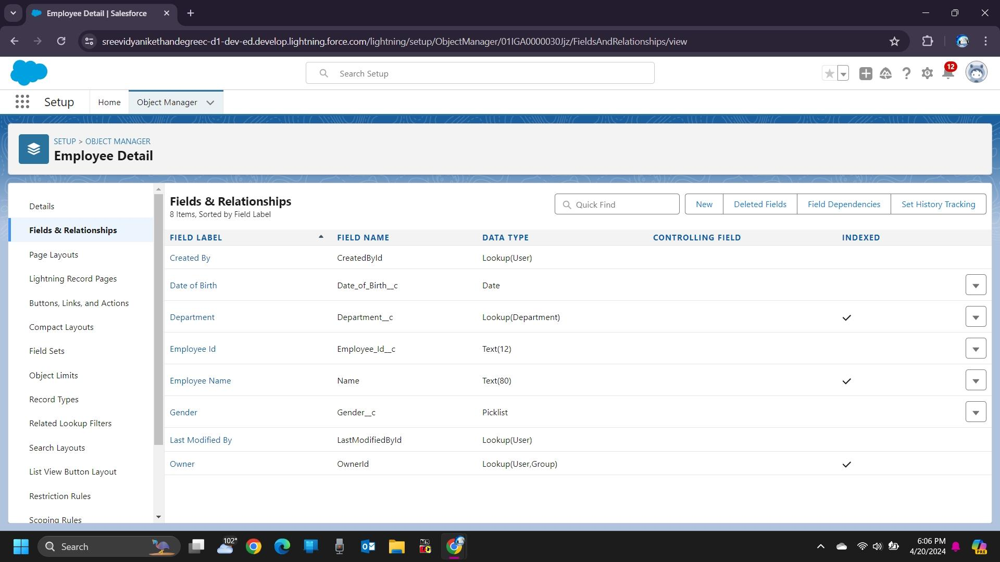 Employee Detail | Salesforce
sreevidyanikethandegreec-d1-dev-ed.develop.lightning.force.com/lightning/setup/ObjectManager/01IGA0000030Jjz/FieldsAndRelationships/view
Search Setup
12
Setup
Home
Object Manager
SETUP > OBJECT MANAGER
Employee Detail
Details
Fields & Relationships
Page Layouts
Lightning Record Pages
Buttons, Links, and Actions
Compact Layouts
Field Sets
Object Limits
Record Types
Related Lookup Filters
Search Layouts
List View Button Layout
Restriction Rules
Scoping Rules
Fields & Relationships
8 Items, Sorted by Field Label
Quick Find
New
Deleted Fields
Field Dependencies
Set History Tracking
FIELD LABEL FIELD NAME DATA TYPE CONTROLLING FIELD INDEXED
Created By CreatedById Lookup(User)
Date of Birth Date_of_Birth__c Date
Department Department__c Lookup(Department)
Employee Id Employee_Id__c Text(12)
Employee Name Name Text(80)
Gender Gender__c Picklist
Last Modified By LastModifiedById Lookup(User)
Owner OwnerId Lookup(User,Group)
Search
102°
MS
PRE
6:06 PM
4/20/2024